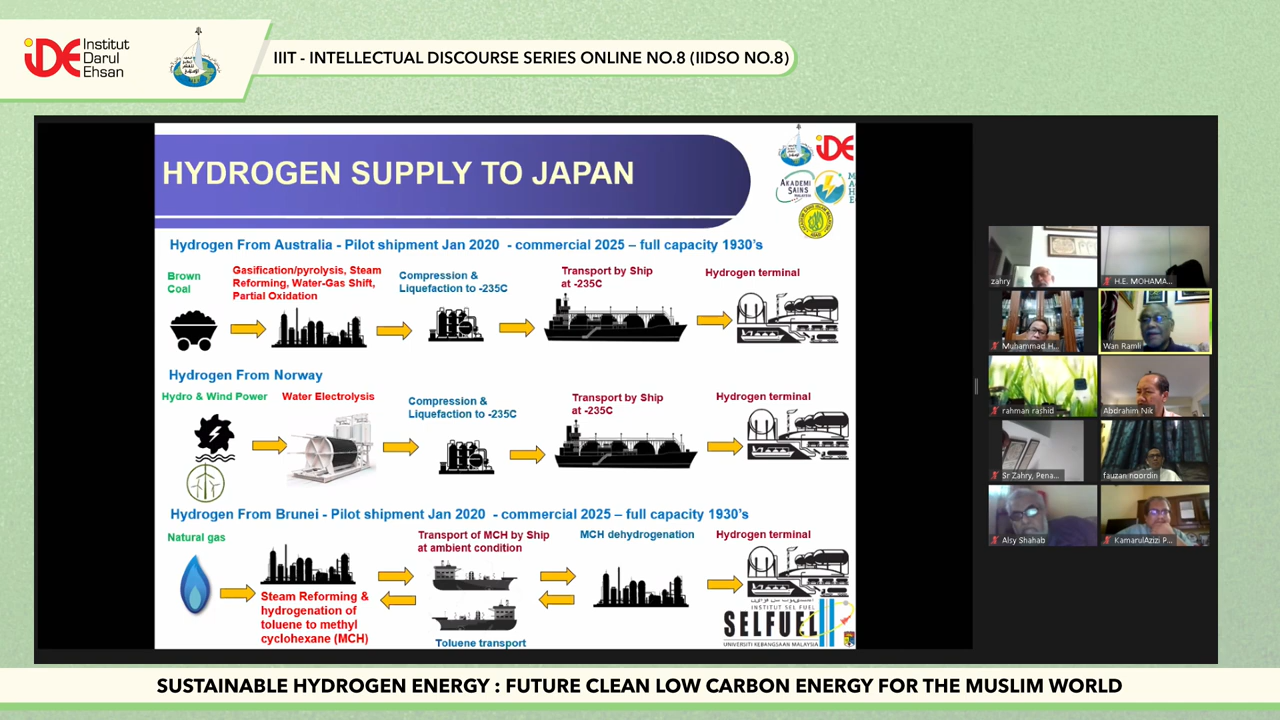 iDE Institut
Darul
Ehsan
IIIT - INTELLECTUAL DISCOURSE SERIES ONLINE NO.8 (IIDSO NO.8)
HYDROGEN SUPPLY TO JAPAN
iDE
AKADEMI
SAINS
Hydrogen From Australia - Pilot shipment Jan 2020 - commercial 2025 – full capacity 1930's
Brown
Coal
Gasification/pyrolysis, Steam
Reforming, Water-Gas Shift,
Partial Oxidation
Compression &
Liquefaction to -235C
Transport by Ship
at -235C
Hydrogen terminal
Hydrogen From Norway
Hydro & Wind Power
Water Electrolysis
Compression &
Liquefaction to -235C
Transport by Ship
at -235C
Hydrogen terminal
Hydrogen From Brunei - Pilot shipment Jan 2020 - commercial 2025 – full capacity 1930's
Natural gas
Steam Reforming &
hydrogenation of
toluene to methyl
cyclohexane (MCH)
Transport of MCH by Ship
at ambient condition
Toluene transport
MCH dehydrogenation
Hydrogen terminal
INSTITUT SEL FUEL
SELFUEL
UNIVERSITI KEBANGSAAN MALAYSIA
zahry
H.E. MOHAMA...
Muhammad H...
Wan Ramli
rahman rashid
Abdrahim Nik
Sr Zahry, Pena...
fauzan noordin
Alsy Shahab
KamarulAzizi P...
SUSTAINABLE HYDROGEN ENERGY : FUTURE CLEAN LOW CARBON ENERGY FOR THE MUSLIM WORLD